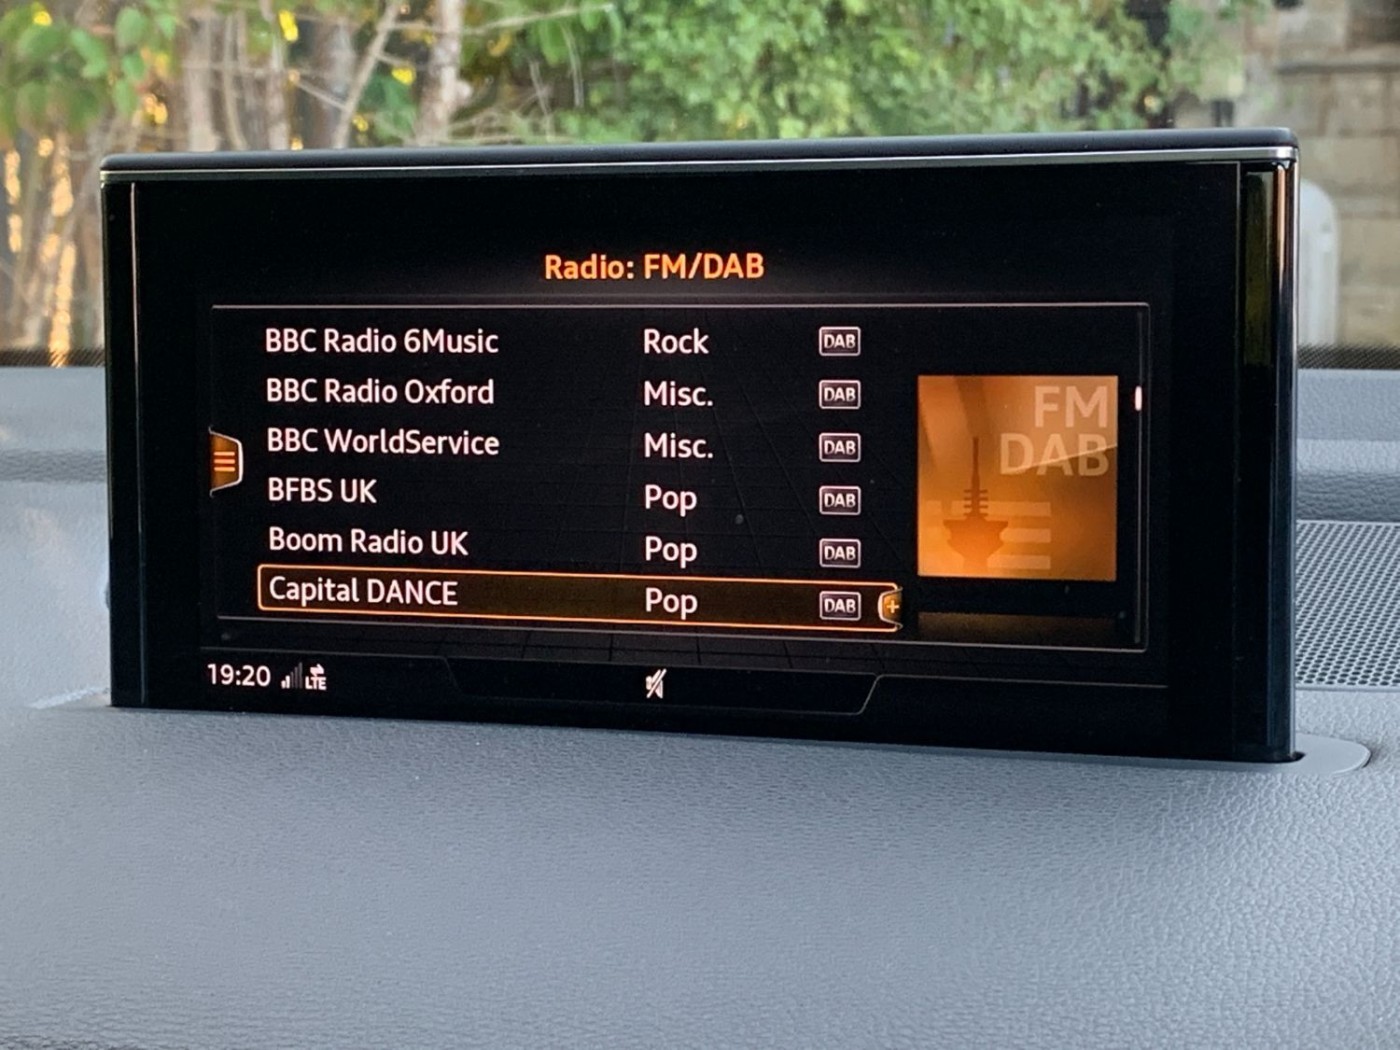 Radio: FM/DAB
BBC Radio 6Music Rock DAB
BBC Radio Oxford Misc. DAB
BBC WorldService Misc. DAB
BFBS UK Pop DAB
Boom Radio UK Pop DAB
Capital DANCE Pop DAB +
FM
DAB
19:20 LTE